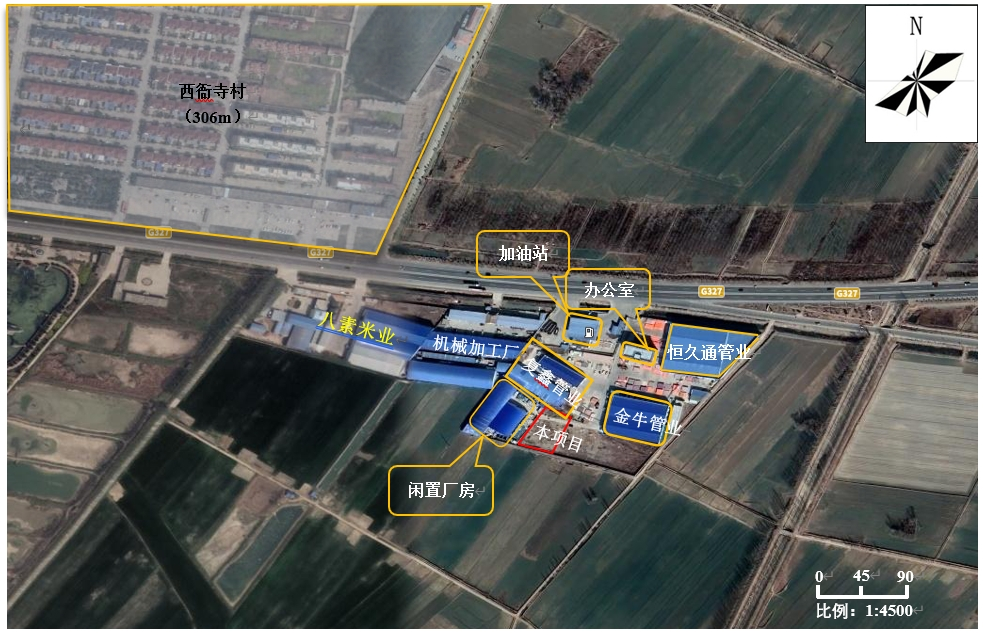 N
西衞寺村
（306m）
G327
G327
加油站
办公室
G327
G327
八素米业
机械加工厂
恒久通管业
复鑫管业
金牛管业
本项目
闲置厂房
0 45 90
比例：1:4500